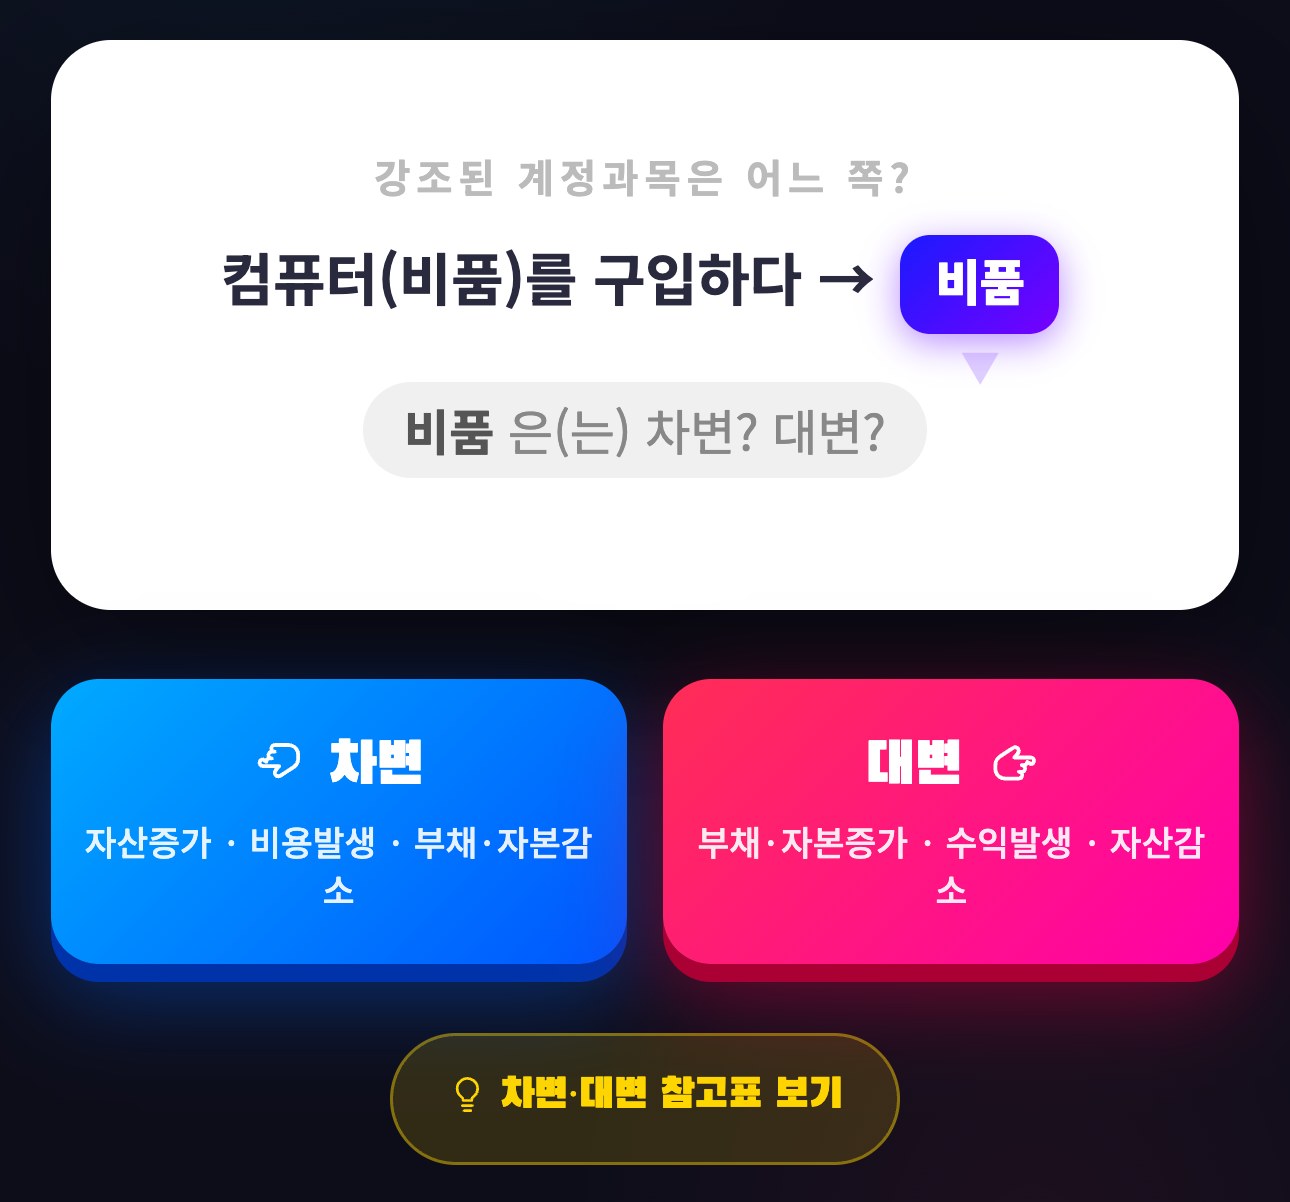 강조된 계정과목은 어느 쪽?
컴퓨터(비품)를 구입하다 → 비품
비품 은(는) 차변? 대변?
차변
자산증가 · 비용발생 · 부채·자본감
소
대변
부채·자본증가 · 수익발생 · 자산감
소
차변·대변 참고표 보기